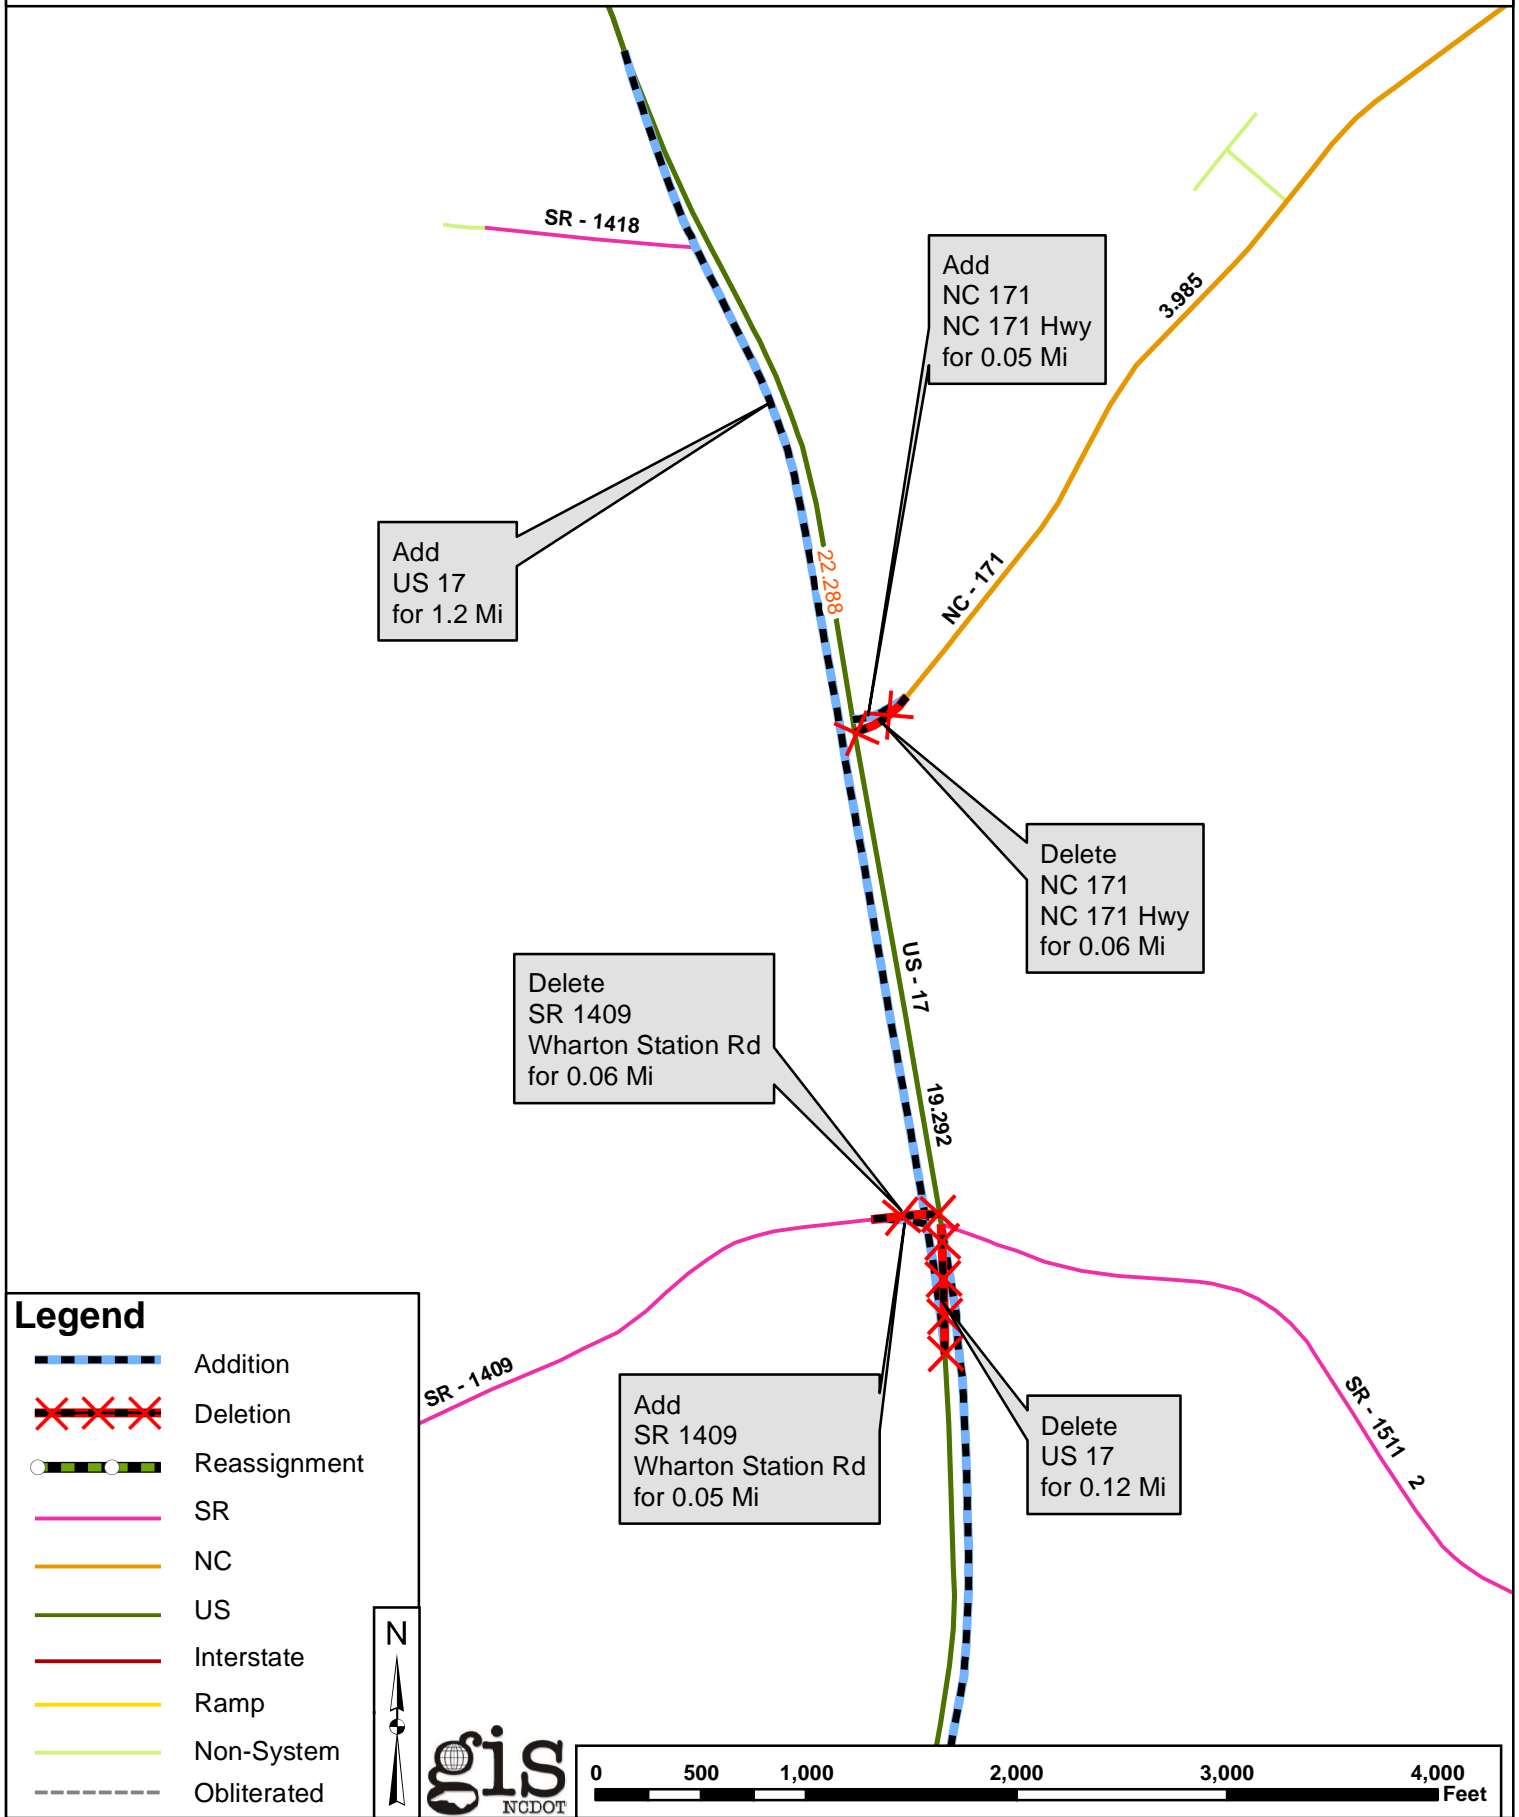 SR - 1418
Add
NC 171
NC 171 Hwy
for 0.05 Mi
3.985
Add
US 17
for 1.2 Mi
22.288
NC - 171
Delete
NC 171
NC 171 Hwy
for 0.06 Mi
US - 17
Delete
SR 1409
Wharton Station Rd
for 0.06 Mi
19.292
SR - 1409
Add
SR 1409
Wharton Station Rd
for 0.05 Mi
Delete
US 17
for 0.12 Mi
SR - 1511
2
Legend
Addition
Deletion
Reassignment
SR
NC
US
Interstate
Ramp
Non-System
Obliterated
N
gis
NCDOT
0 500 1,000 2,000 3,000 4,000
Feet